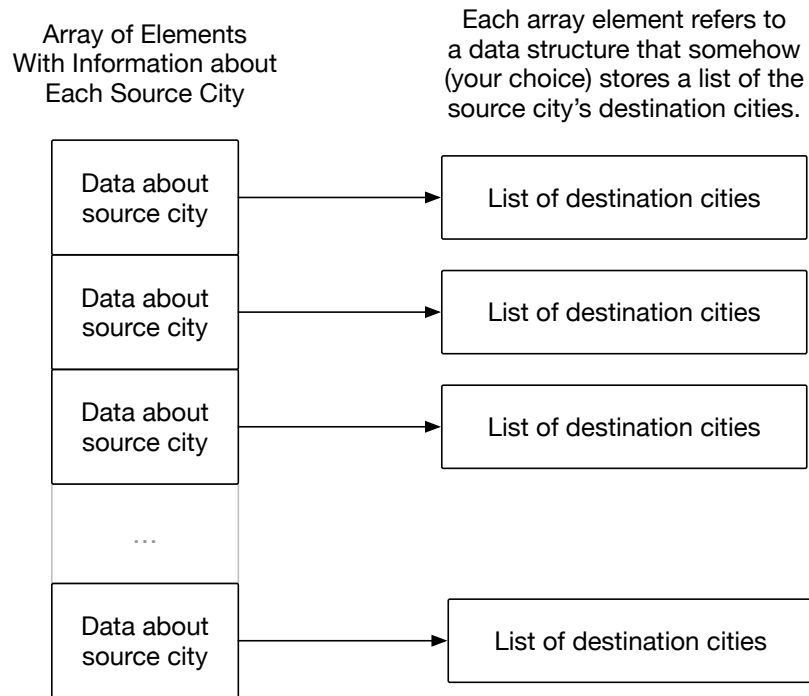 Array of Elements
With Information about
Each Source City
Each array element refers to
a data structure that somehow
(your choice) stores a list of the
source city’s destination cities.
Data about
source city
List of destination cities
Data about
source city
List of destination cities
Data about
source city
List of destination cities
...
Data about
source city
List of destination cities